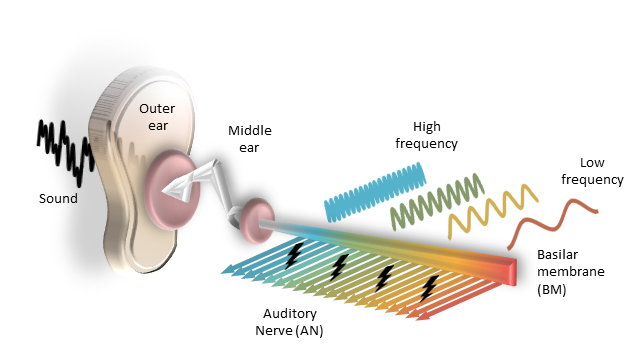 Outer
ear
Middle
ear
High
frequency
Low
frequency
Sound
Basilar
membrane
(BM)
Auditory
Nerve (AN)